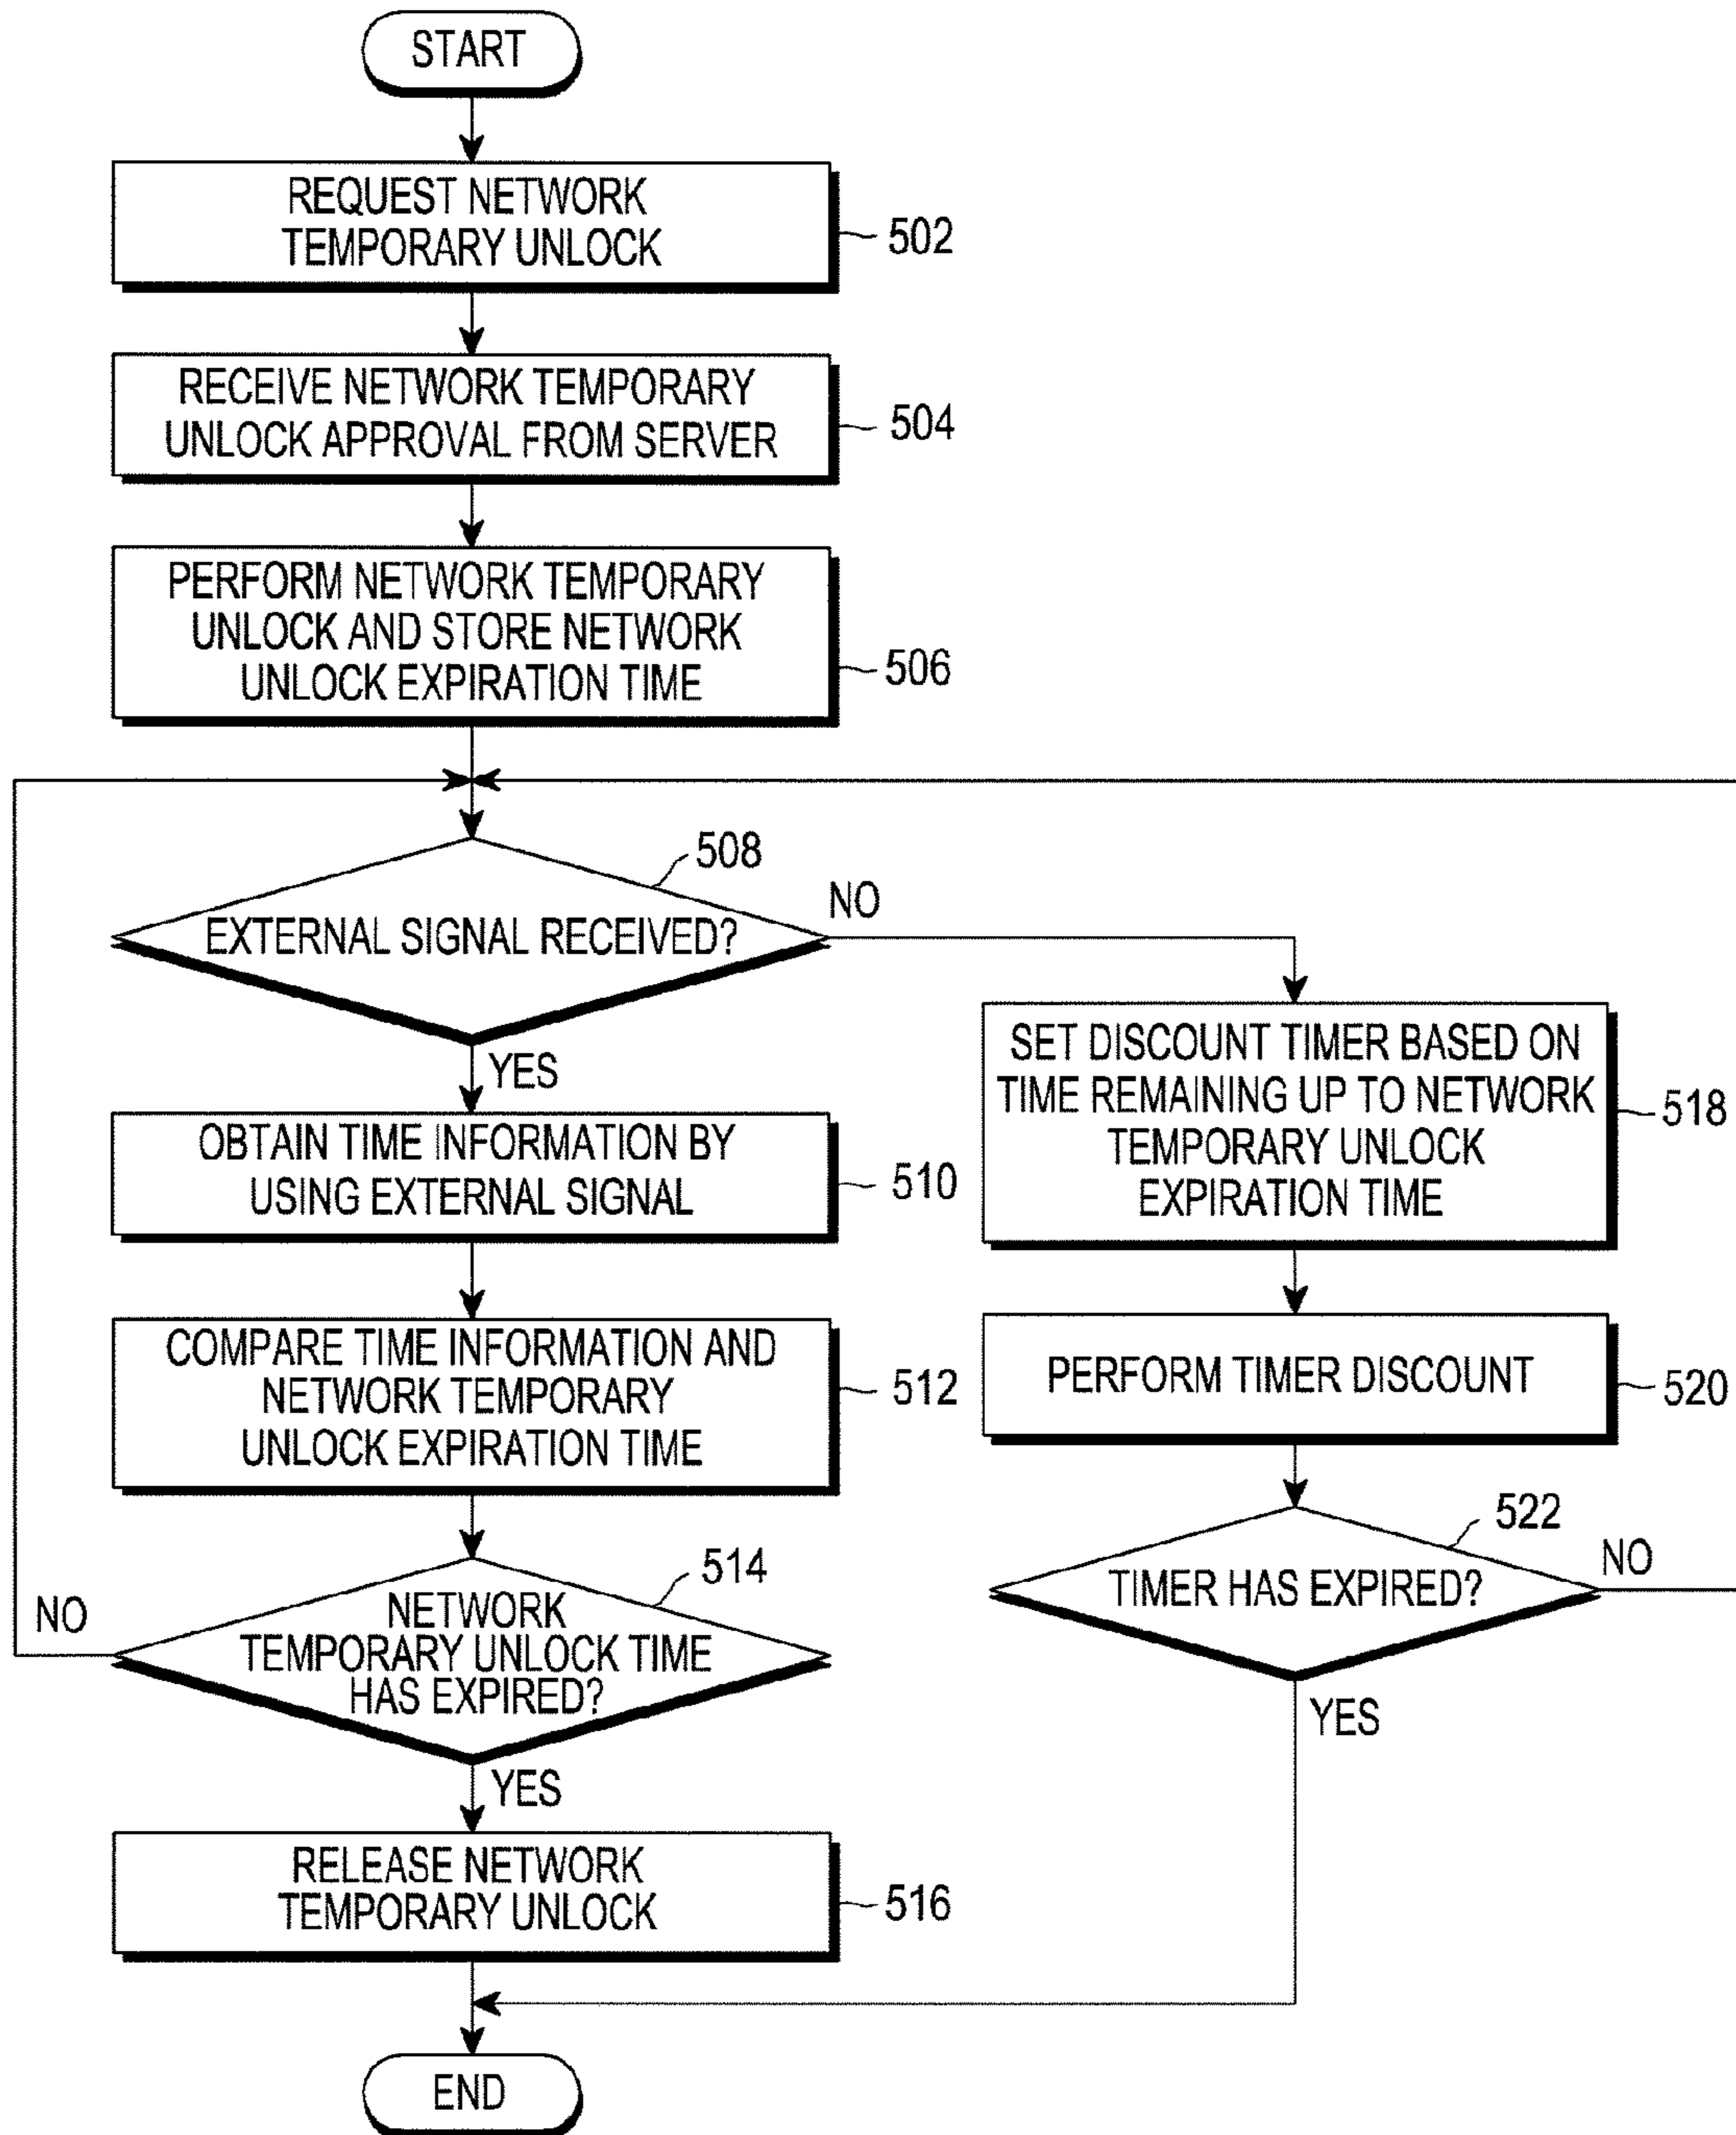 START
REQUEST NETWORK
TEMPORARY UNLOCK
502
RECEIVE NETWORK TEMPORARY
UNLOCK APPROVAL FROM SERVER
504
PERFORM NETWORK TEMPORARY
UNLOCK AND STORE NETWORK
UNLOCK EXPIRATION TIME
506
508
EXTERNAL SIGNAL RECEIVED?
NO
YES
OBTAIN TIME INFORMATION BY
USING EXTERNAL SIGNAL
510
COMPARE TIME INFORMATION AND
NETWORK TEMPORARY
UNLOCK EXPIRATION TIME
512
514
NETWORK
TEMPORARY UNLOCK TIME
HAS EXPIRED?
NO
YES
RELEASE NETWORK
TEMPORARY UNLOCK
516
SET DISCOUNT TIMER BASED ON
TIME REMAINING UP TO NETWORK
TEMPORARY UNLOCK
EXPIRATION TIME
518
PERFORM TIMER DISCOUNT
520
522
TIMER HAS EXPIRED?
NO
YES
END